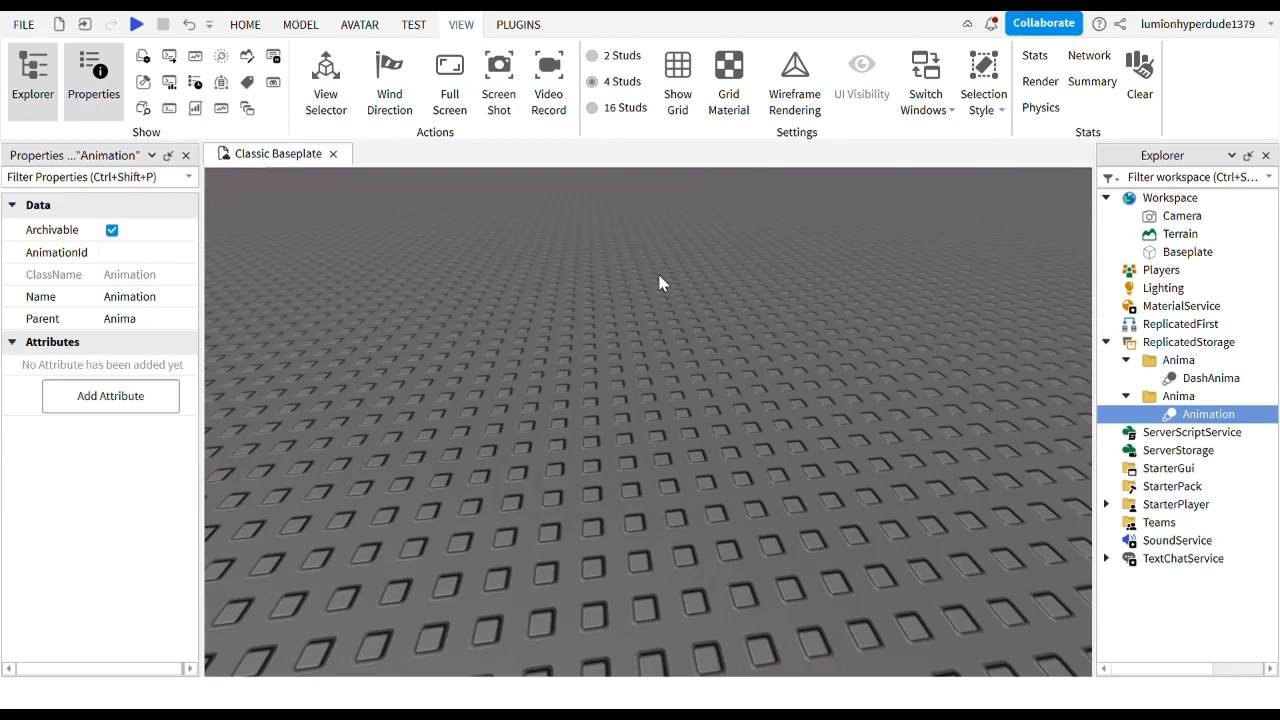 FILE HOME MODEL AVATAR TEST VIEW PLUGINS Collaborate lumionhyperdude1379
Explorer
Properties
Show
View Selector
Wind Direction
Full Screen
Screen Shot
Video Record
Actions
2 Studs
4 Studs
16 Studs
Show Grid
Grid Material
Wireframe Rendering
UI Visibility
Switch Windows
Selection Style
Settings
Stats Network
Render Summary
Physics
Clear
Stats
Properties ..."Animation"
Filter Properties (Ctrl+Shift+P)
Data
Archivable
AnimationId
ClassName Animation
Name Animation
Parent Anima
Attributes
No Attribute has been added yet
Add Attribute
Classic Baseplate
Explorer
Filter workspace (Ctrl+S...
Workspace
Camera
Terrain
Baseplate
Players
Lighting
MaterialService
ReplicatedFirst
ReplicatedStorage
Anima
DashAnima
Anima
Animation
ServerScriptService
ServerStorage
StarterGui
StarterPack
StarterPlayer
Teams
SoundService
TextChatService